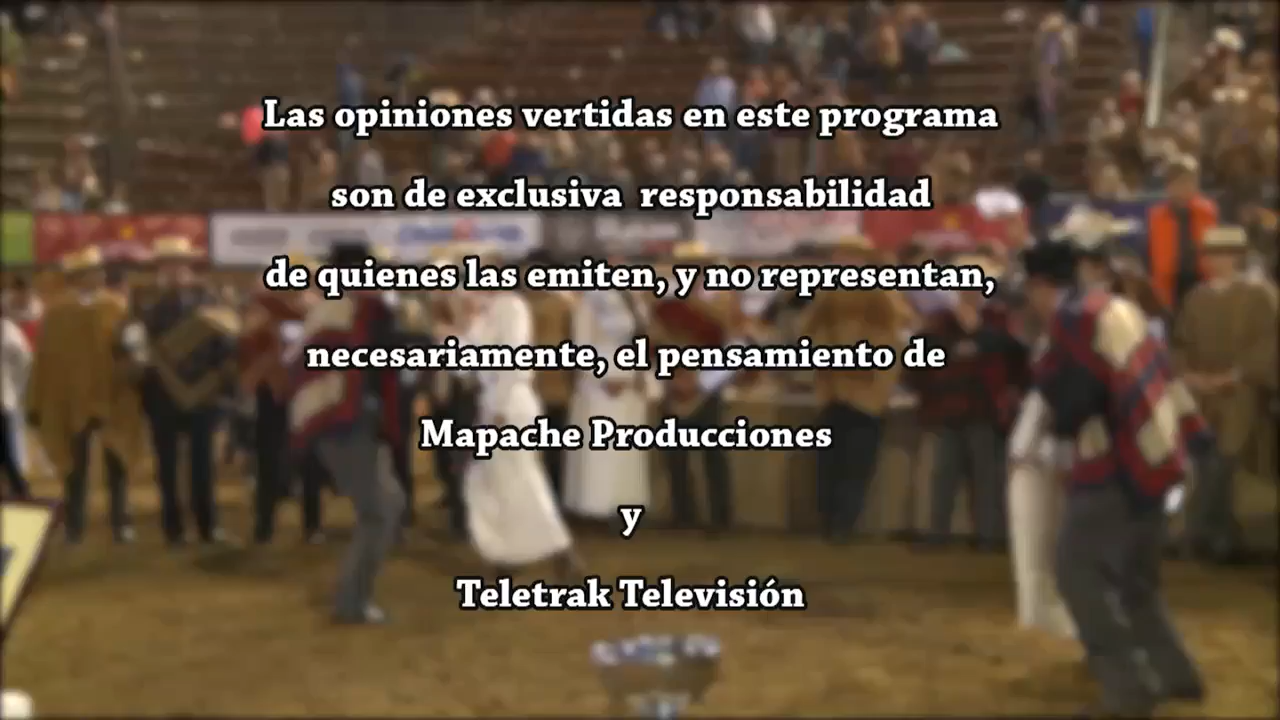 Las opiniones vertidas en este programa
son de exclusiva responsabilidad
de quienes las emiten, y no representan,
necesariamente, el pensamiento de
Mapache Producciones
y
Teletrak Televisión